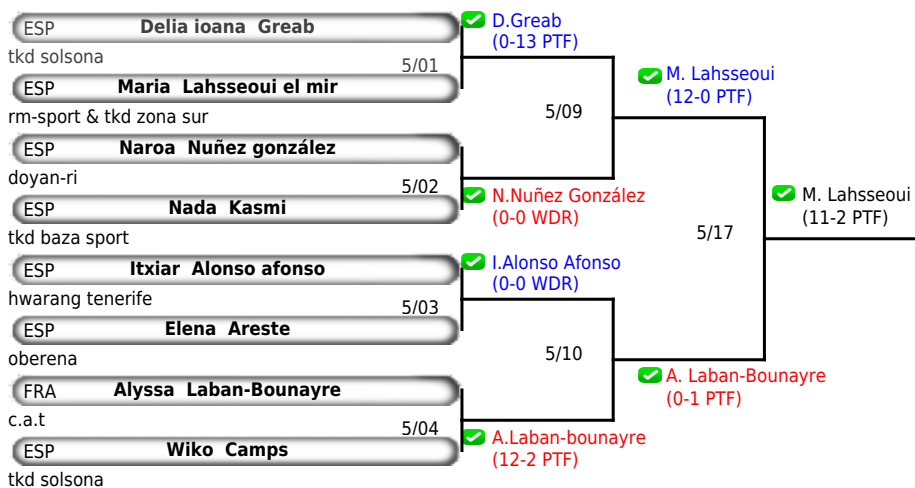 ESP Delia ioana Greab
tkd solsona
5/01
ESP Maria Lahsseoui el mir
rm-sport & tkd zona sur
ESP Naroa Nuñez gonzález
doyan-ri
5/02
ESP Nada Kasmi
tkd baza sport
ESP Itxiar Alonso afonso
hwarang tenerife
5/03
ESP Elena Areste
oberena
FRA Alyssa Laban-Bounayre
c.a.t
5/04
ESP Wiko Camps
tkd solsona
D.Greab
(0-13 PTF)
5/09
N.Nuñez González
(0-0 WDR)
I.Alonso Afonso
(0-0 WDR)
5/10
A.Laban-bounayre
(12-2 PTF)
M. Lahsseoui
(12-0 PTF)
5/17
A. Laban-Bounayre
(0-1 PTF)
M. Lahsseoui
(11-2 PTF)